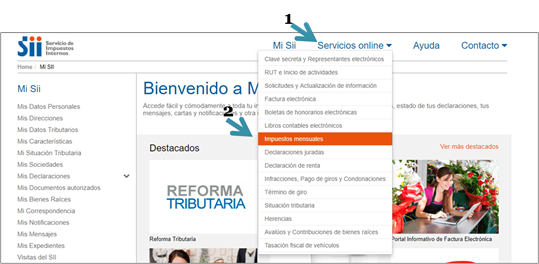 1
Sii Servicio de
Impuestos
Internos
Mi Sii Servicios online Ayuda Contacto
Home Mi SII
Mi Sii
Mis Datos Personales
Mis Direcciones
Mis Datos Tributarios
Mis Características
Mi Situación Tributaria
Mis Sociedades
Mis Declaraciones
Mis Documentos autorizados
Mis Bienes Raíces
Mi Correspondencia
Mis Notificaciones
Mis Mensajes
Mis Expedientes
Visitas del SII
Bienvenido a M
Accede fácil y cómodamente a toda tu in
mensajes, cartas y notificaciones y otra i
, estado de tus declaraciones, tus
2
Clave secreta y Representantes electrónicos
RUT e Inicio de actividades
Solicitudes y Actualización de información
Factura electrónica
Boletas de honorarios electrónicas
Libros contables electrónicos
Impuestos mensuales
Declaraciones juradas
Declaración de renta
Infracciones, Pago de giros y Condonaciones
Término de giro
Situación tributaria
Herencias
Avalúos y Contribuciones de bienes raíces
Tasación fiscal de vehículos
Destacados
Ver más destacados
REFORMA
TRIBUTARIA
Reforma Tributaria
Portal Informativo de Factura Electrónica